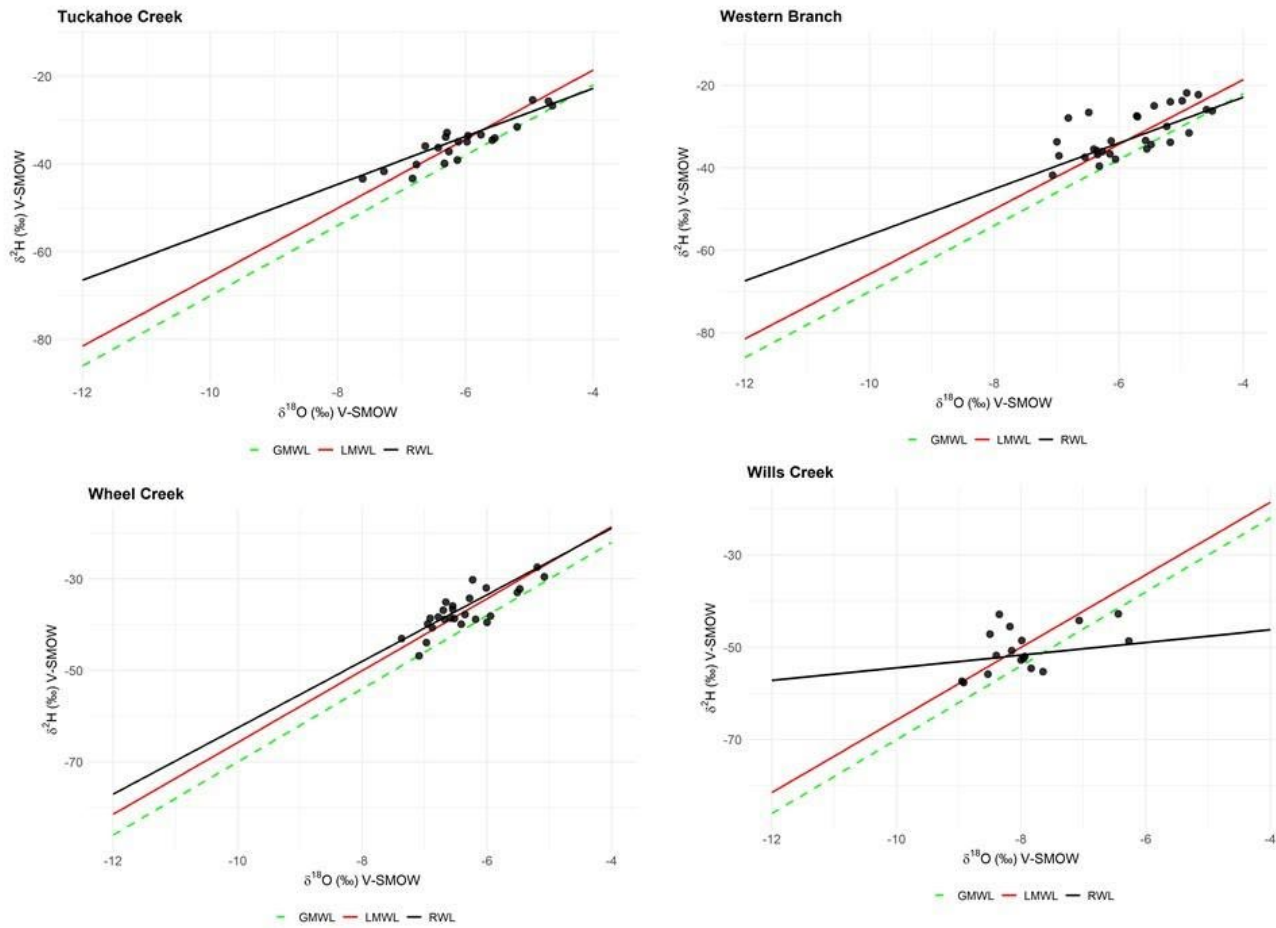 Tuckahoe Creek
-20
-40
-60
-80
δ²H (‰) V-SMOW
-12 -10 -8 -6 -4
δ¹⁸O (‰) V-SMOW
GMWL LMWL RWL
Western Branch
-20
-40
-60
-80
δ²H (‰) V-SMOW
-12 -10 -8 -6 -4
δ¹⁸O (‰) V-SMOW
GMWL LMWL RWL
Wheel Creek
-30
-50
-70
δ²H (‰) V-SMOW
-12 -10 -8 -6 -4
δ¹⁸O (‰) V-SMOW
GMWL LMWL RWL
Wills Creek
-30
-50
-70
δ²H (‰) V-SMOW
-12 -10 -8 -6 -4
δ¹⁸O (‰) V-SMOW
GMWL LMWL RWL